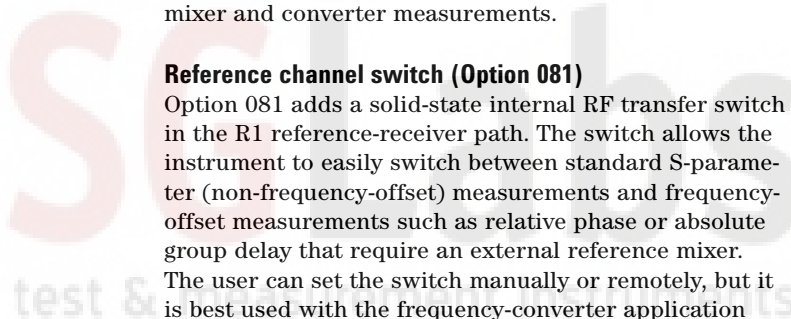 mixer and converter measurements.
Reference channel switch (Option 081)
Option 081 adds a solid-state internal RF transfer switch
in the R1 reference-receiver path. The switch allows the
instrument to easily switch between standard S-parame-
ter (non-frequency-offset) measurements and frequency-
offset measurements such as relative phase or absolute
group delay that require an external reference mixer.
The user can set the switch manually or remotely, but it
is best used with the frequency-converter application
SGLabs
test & measurement instruments